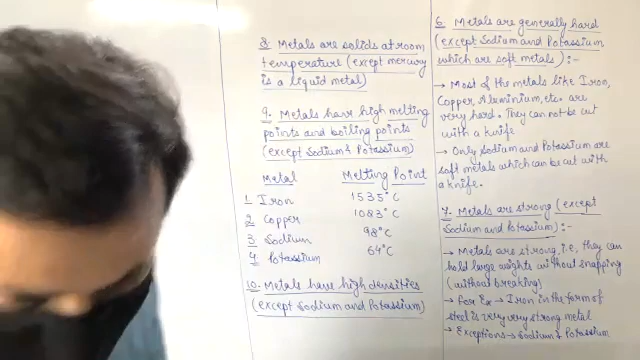 6. Metals are generally hard
(except Sodium and Potassium
which are soft metals) :-
→ Most of the metals like Iron,
Copper, Aluminium, etc. are
very hard. They can not be cut
with a knife
→ Only Sodium and Potassium are
soft metals which can be cut with
a knife.
7. Metals are strong (except
Sodium and Potassium) :-
→ Metals are strong, i.e., they can
hold large weights without snapping
(without breaking)
→ For Ex → Iron in the form of
steel is very very strong metal
→ Exceptions → Sodium & Potassium
8. Metals are solids at room
temperature (except mercury
is a liquid metal)
9. Metals have high melting
points and boiling points
(except Sodium & Potassium)
Metal Melting Point
1 Iron 1535°C
2 Copper 1083°C
3 Sodium 98°C
4 Potassium 64°C
10. Metals have high densities
(except Sodium and Potassium)